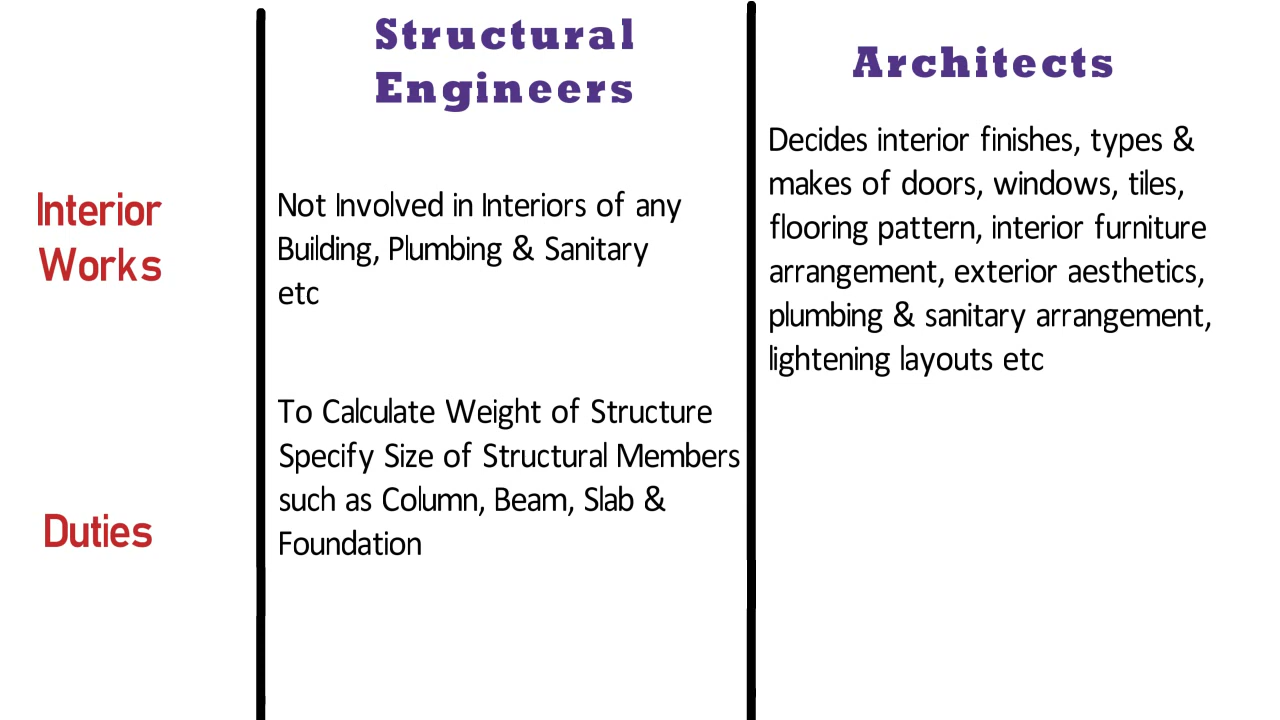 Structural
Engineers
Architects
Interior
Works
Not Involved in Interiors of any
Building, Plumbing & Sanitary
etc
Decides interior finishes, types &
makes of doors, windows, tiles,
flooring pattern, interior furniture
arrangement, exterior aesthetics,
plumbing & sanitary arrangement,
lightening layouts etc
Duties
To Calculate Weight of Structure
Specify Size of Structural Members
such as Column, Beam, Slab &
Foundation